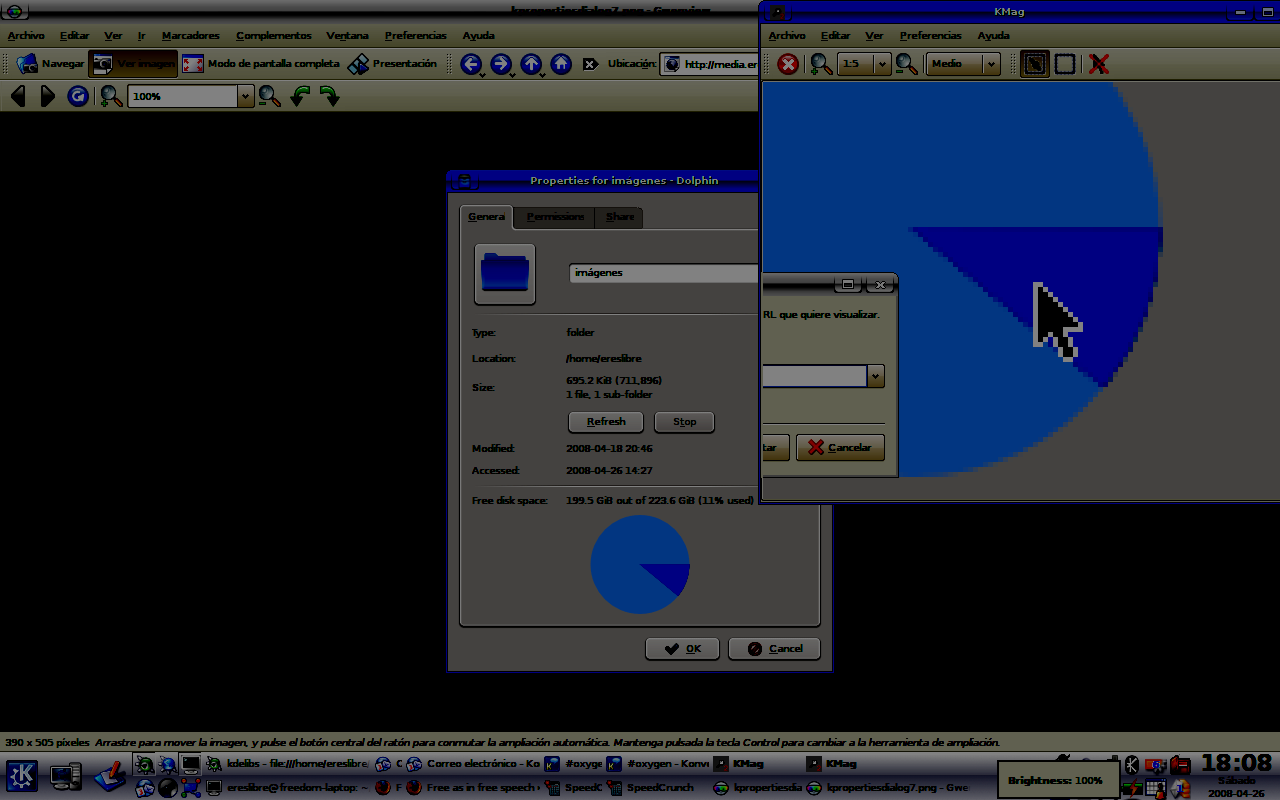 kpropertiesdialog7.png - Gwenview
KMag
Archivo Editar Ver Ir Marcadores Complementos Ventana Preferencias Ayuda
Archivo Editar Ver Preferencias Ayuda
Navegar Ver imagen Modo de pantalla completa Presentación Ubicación: http://media.er
1:5 Medio
100%
Properties for imagenes - Dolphin
General Permissions Share
imágenes
RL que quiere visualizar.
Type: folder
Location: /home/ereslibre
Size: 695.2 KiB (711,896)
1 file, 1 sub-folder
Refresh Stop
tar Cancelar
Modified: 2008-04-18 20:46
Accessed: 2008-04-26 14:27
Free disk space: 199.5 GiB out of 223.6 GiB (11% used)
OK Cancel
390 x 505 píxeles Arrastre para mover la imagen, y pulse el botón central del ratón para conmutar la ampliación automática. Mantenga pulsada la tecla Control para cambiar a la herramienta de ampliación.
kdelibs - file:///home/ereslibre/ C Correo electrónico - Ko #oxyge #oxygen - Konve KMag KMag
ereslibre@freedom-laptop: ~ F Free as in free speech SpeedC SpeedCrunch kpropertiesdia kpropertiesdialog7.png - Gwe
Brightness: 100%
18:08
Sábado
2008-04-26